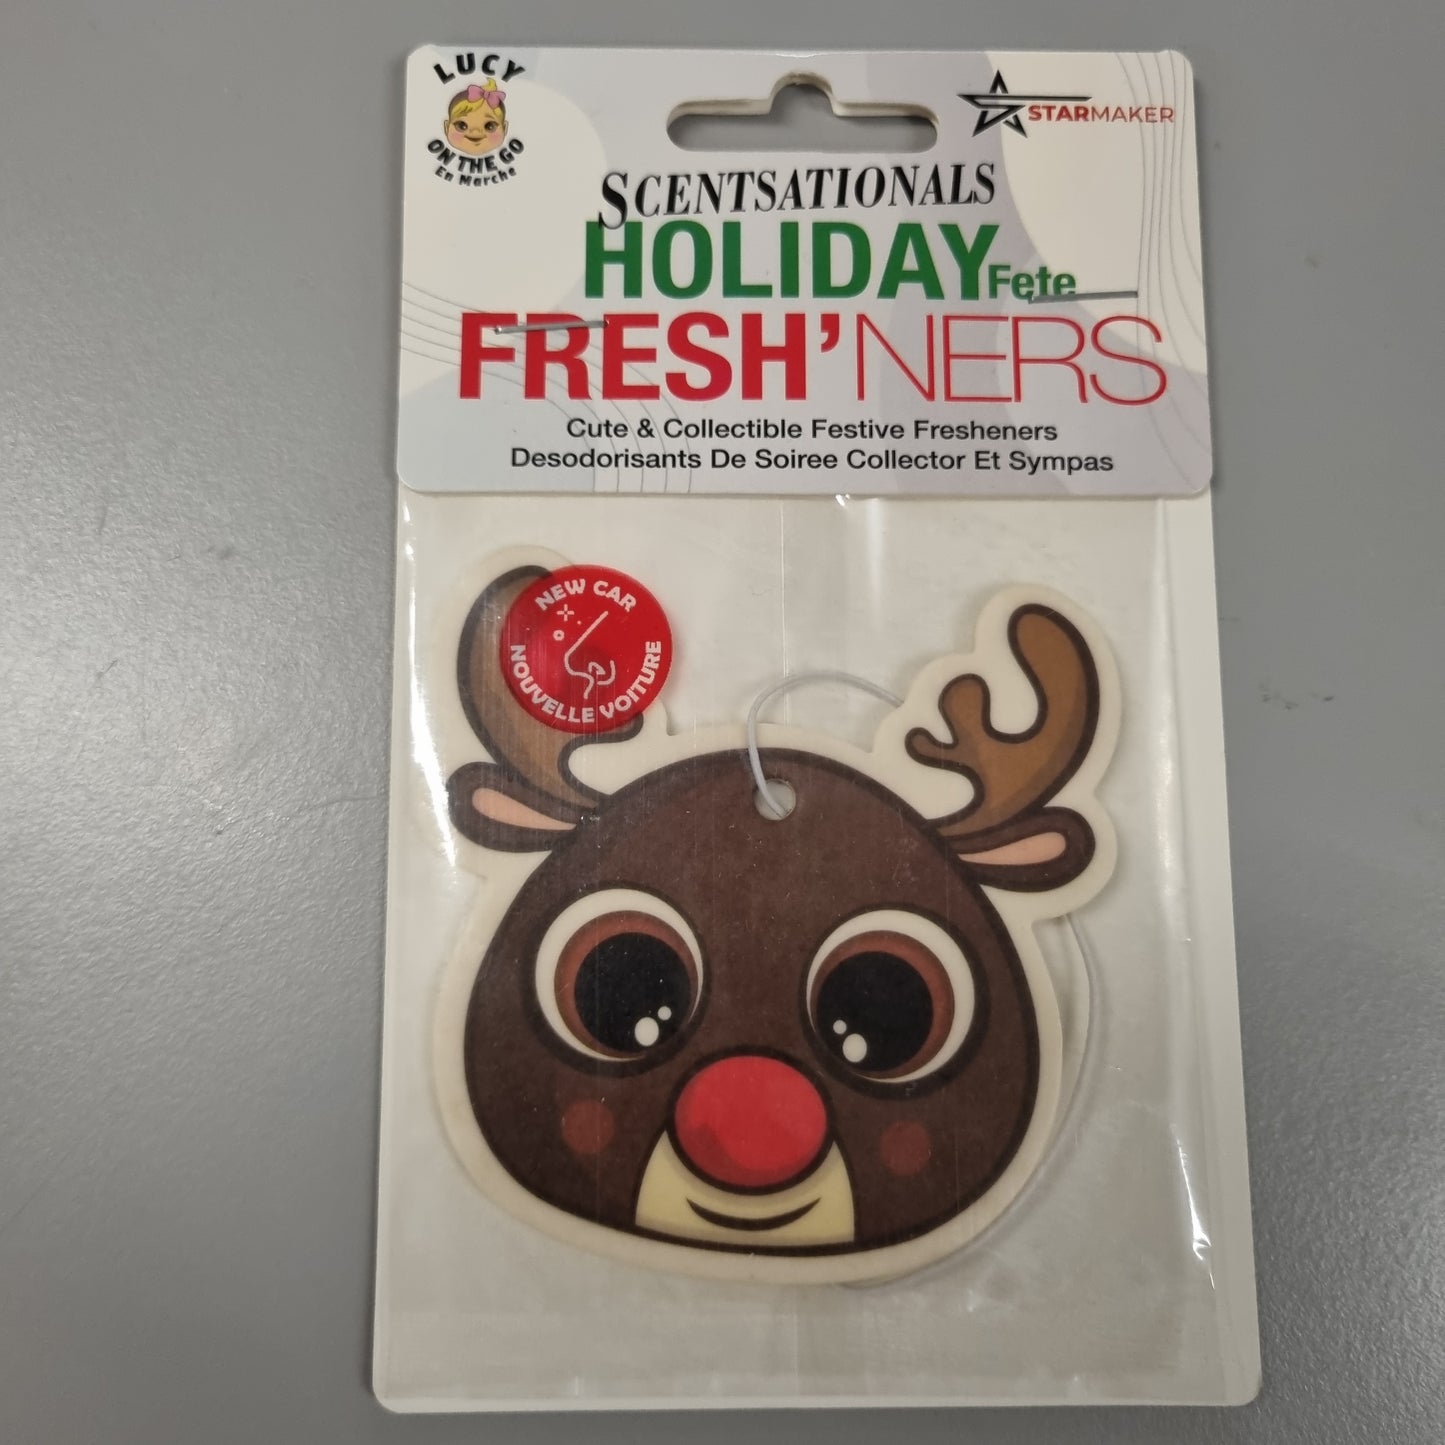 LUCY
ON THE GO
En Marche
STARMAKER
SCENTSATIONALS
HOLIDAY Fete
FRESH'NERS
Cute & Collectible Festive Fresheners
Desodorisants De Soiree Collector Et Sympas
NEW CAR
NOUVELLE VOITURE